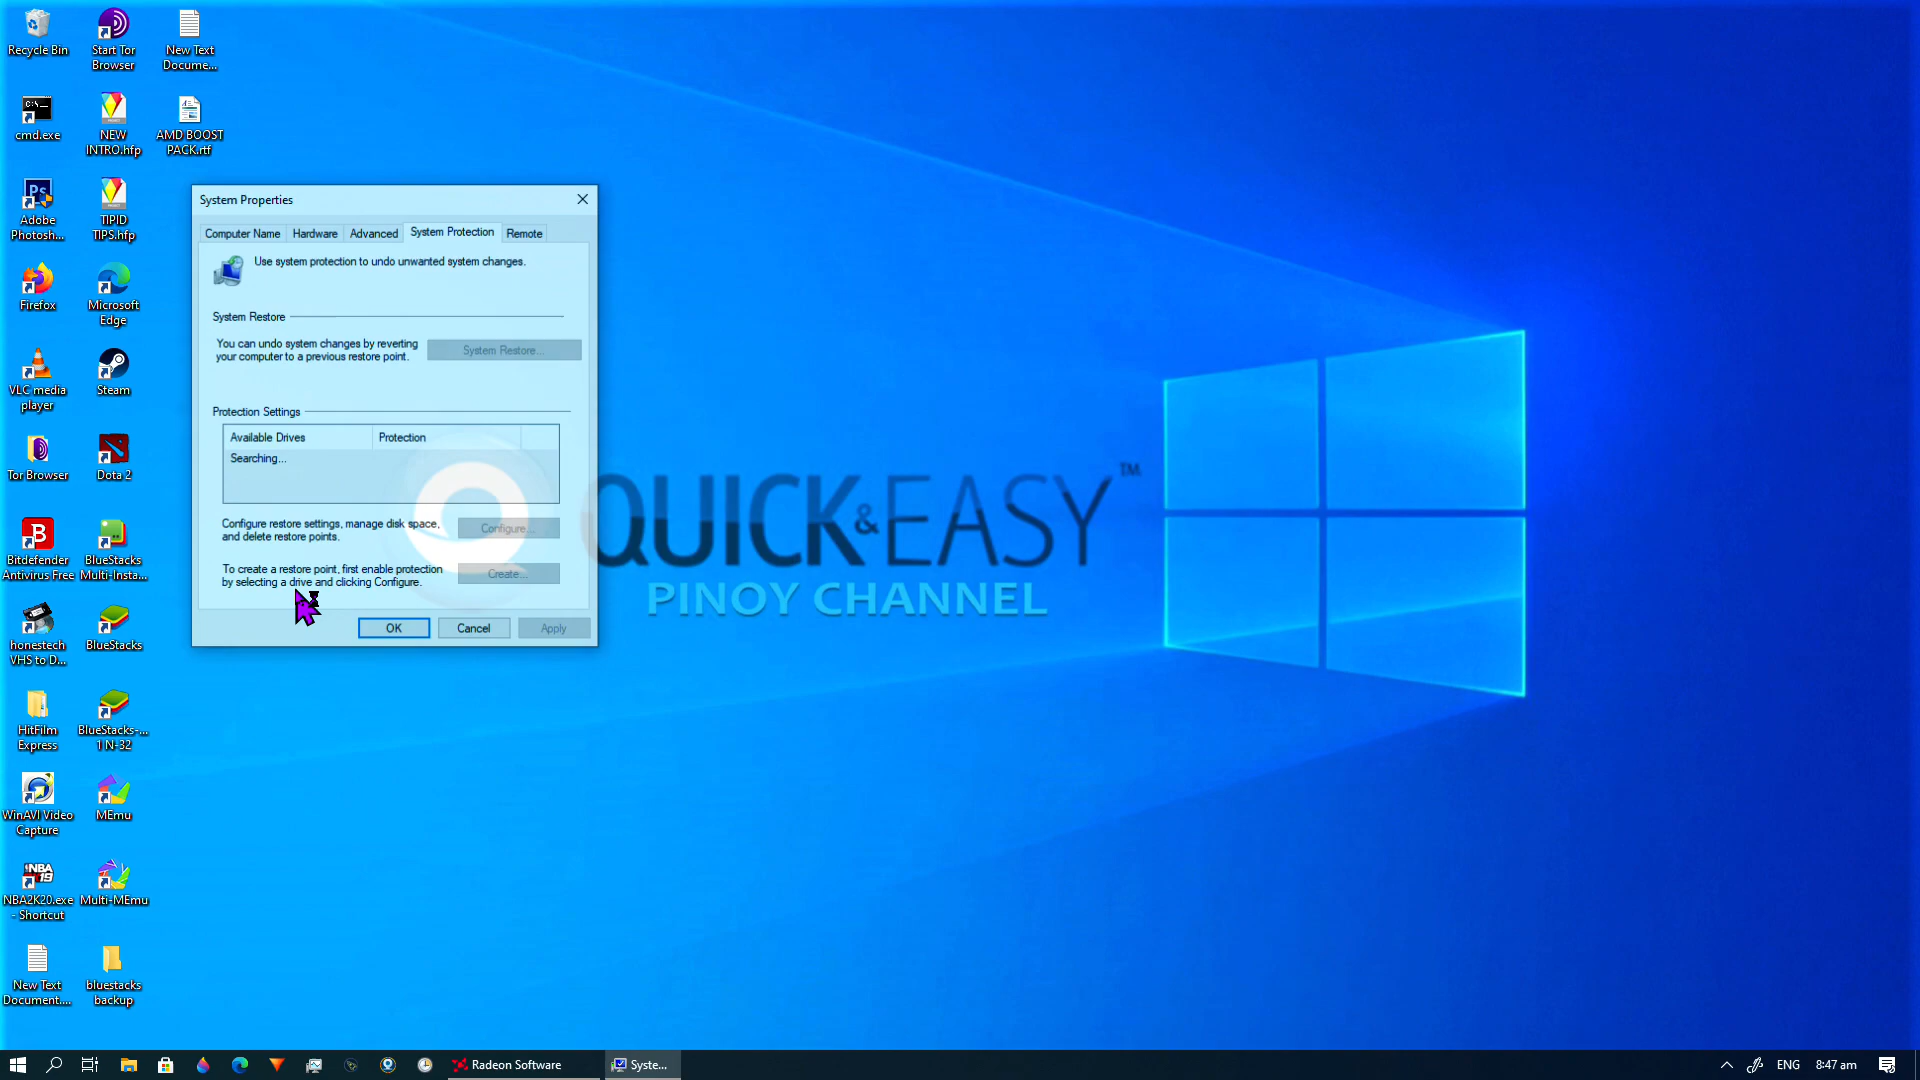 Recycle Bin
Start Tor
Browser
New Text
Docume...
cmd.exe
NEW
INTRO.hfp
AMD BOOST
PACK.rtf
Adobe
Photosh...
TIPID
TIPS.hfp
Firefox
Microsoft
Edge
VLC media
player
Steam
Tor Browser
Dota 2
Bitdefender
Antivirus Free
BlueStacks
Multi-Insta...
honestech
VHS to D...
BlueStacks
HitFilm
Express
BlueStacks-...
1 N-32
WinAVI Video
Capture
MEmu
NBA2K20.exe
- Shortcut
Multi-MEmu
New Text
Document....
bluestacks
backup
System Properties
Computer Name
Hardware
Advanced
System Protection
Remote
Use system protection to undo unwanted system changes.
System Restore
You can undo system changes by reverting
your computer to a previous restore point.
System Restore...
Protection Settings
Available Drives
Protection
Searching...
Configure restore settings, manage disk space,
and delete restore points.
Configure...
To create a restore point, first enable protection
by selecting a drive and clicking Configure.
Create...
OK
Cancel
Apply
QUICK&EASY™
PINOY CHANNEL
Radeon Software
Syste...
ENG
8:47 am